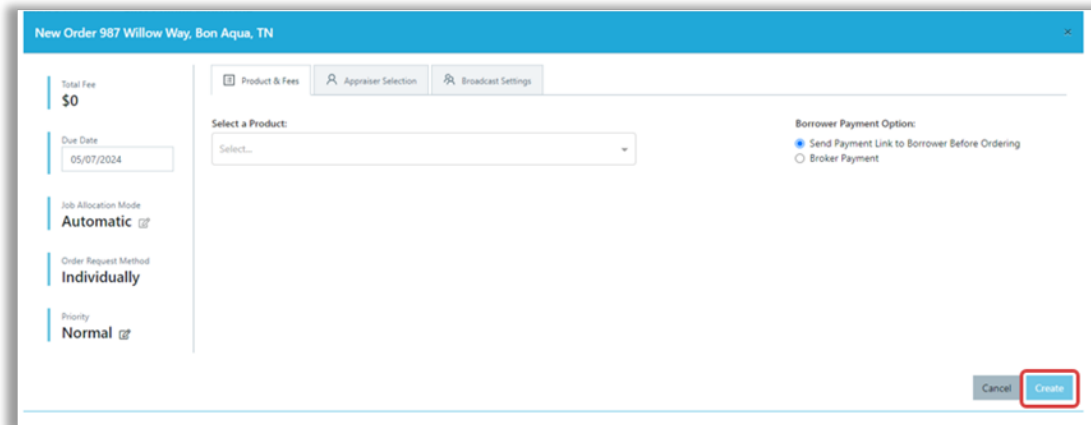 New Order 987 Willow Way, Bon Aqua, TN
×
Total Fee
$0
Due Date
05/07/2024
Job Allocation Mode
Automatic
Order Request Method
Individually
Priority
Normal
Product & Fees
Appraiser Selection
Broadcast Settings
Select a Product:
Select...
Borrower Payment Option:
Send Payment Link to Borrower Before Ordering
Broker Payment
Cancel
Create